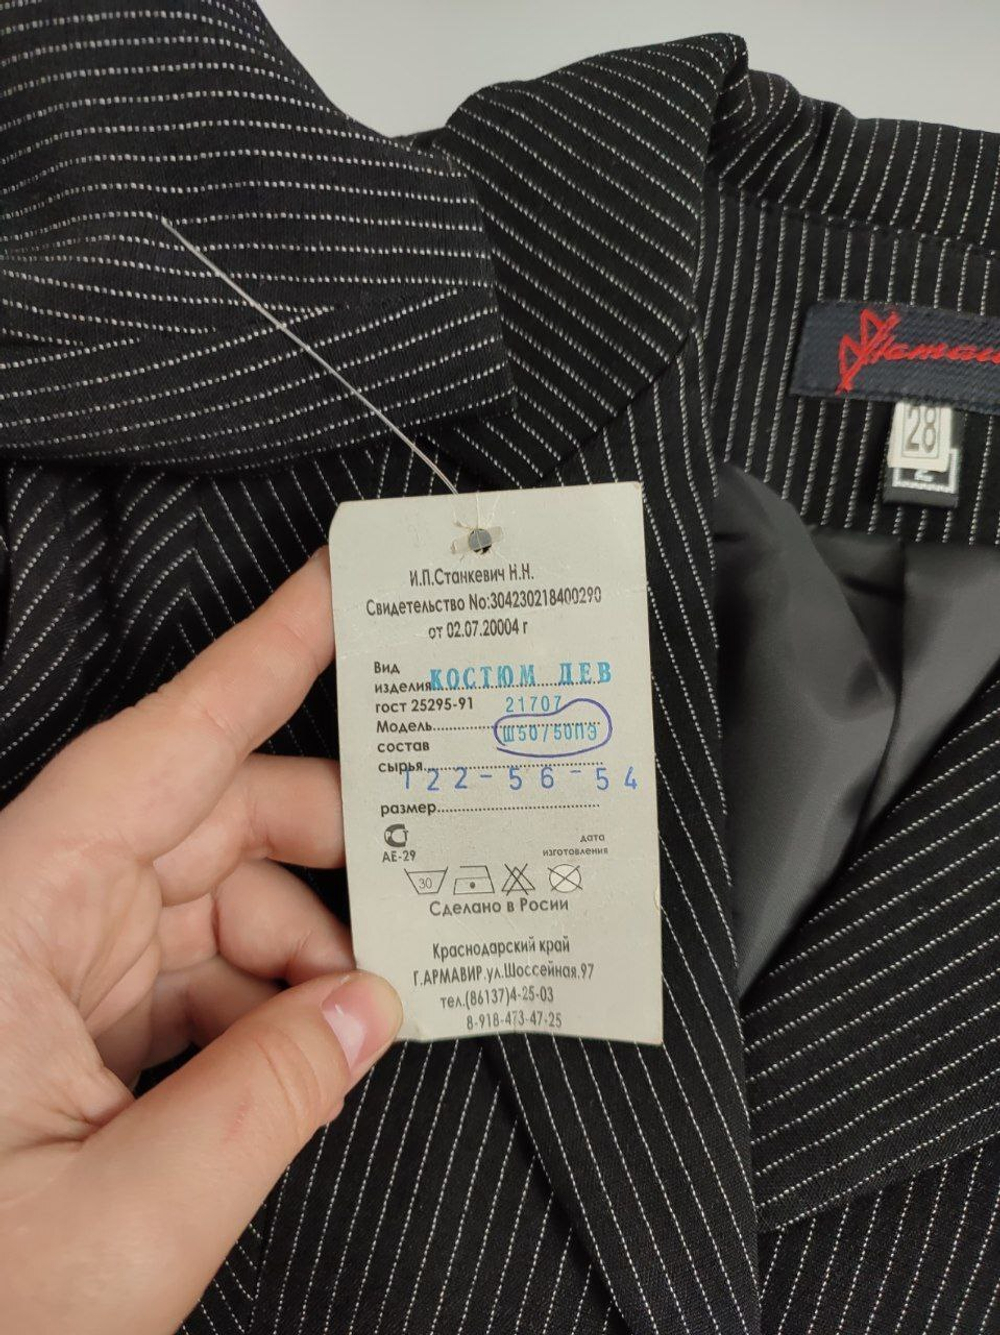 И.П.Станкевич Н.Н.
Свидетельство No:304230218400290
от 02.07.20004 г
Вид
изделия КОСТЮМ ДЕВ
гост 25295-91 21707
Модель
состав Ш50/50ПЭ
сырья
122-56-54
размер
АЕ-29
дата
изготовления
30
Сделано в Росии
Краснодарский край
Г.АРМАВИР.ул.Шоссейная.97
тел.(86137)4-25-03
8-918-473-47-25
28